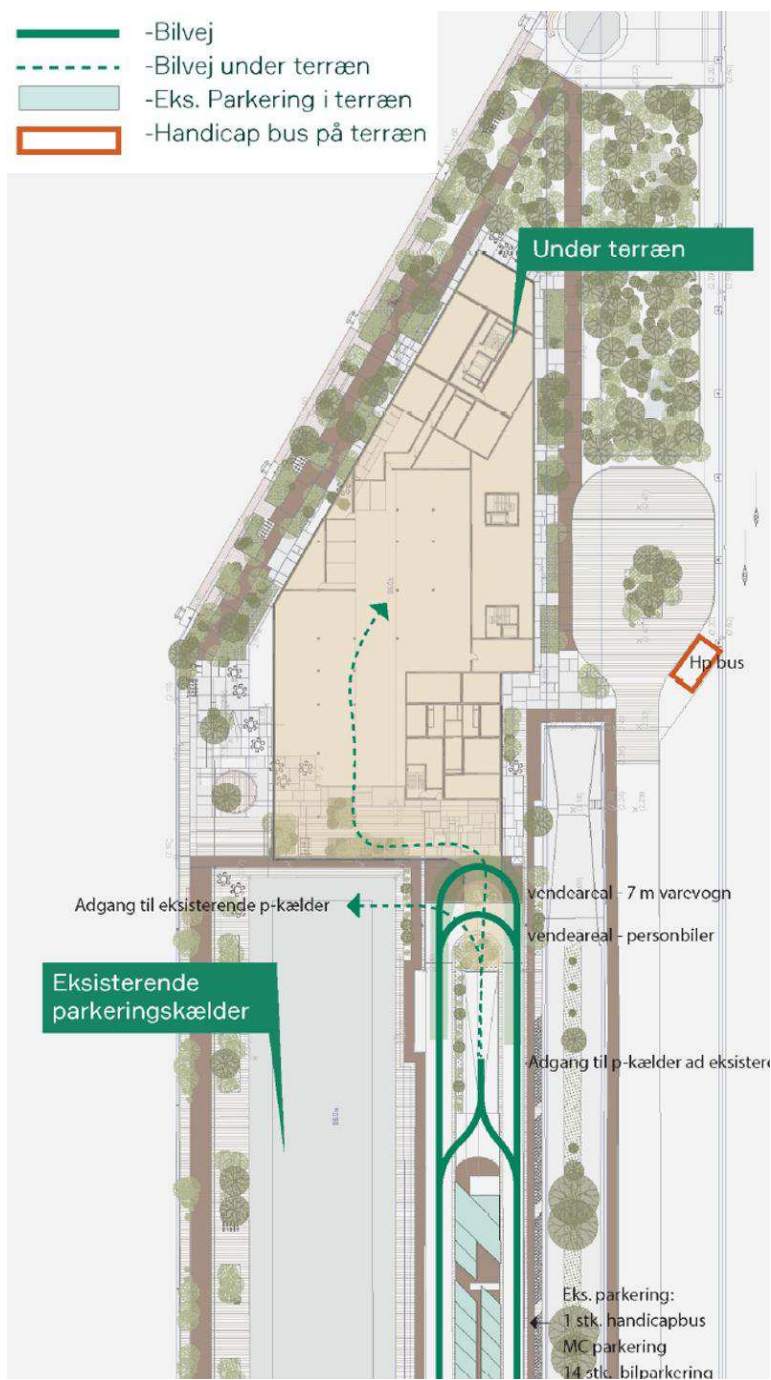 -Bilvej
-Bilvej under terræn
-Eks. Parkering i terræn
-Handicap bus på terræn
Under terræn
Hp bus
vendeareal - 7 m varevogn
Adgang til eksisterende p-kælder
vendeareal - personbiler
Eksisterende
parkeringskælder
Adgang til p-kælder ad eksistere
Eks. parkering:
1 stk. handicapbus
MC parkering
14 stk. bilparkering